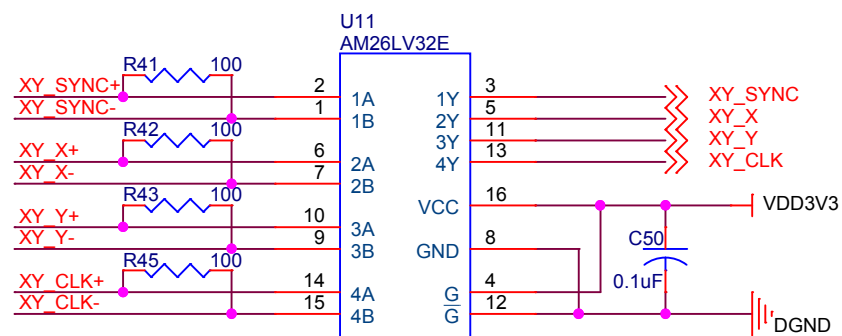 U11
AM26LV32E
R41 100
XY_SYNC+ 2 1A 1Y 3 XY_SYNC
XY_SYNC- 1 1B 2Y 5 XY_X
R42 100 3Y 11 XY_Y
XY_X+ 6 2A 4Y 13 XY_CLK
XY_X- 7 2B
R43 100 VCC 16 VDD3V3
XY_Y+ 10 3A
XY_Y- 9 3B GND 8 C50
R45 100 0.1uF
XY_CLK+ 14 4A G 4
XY_CLK- 15 4B G 12 DGND